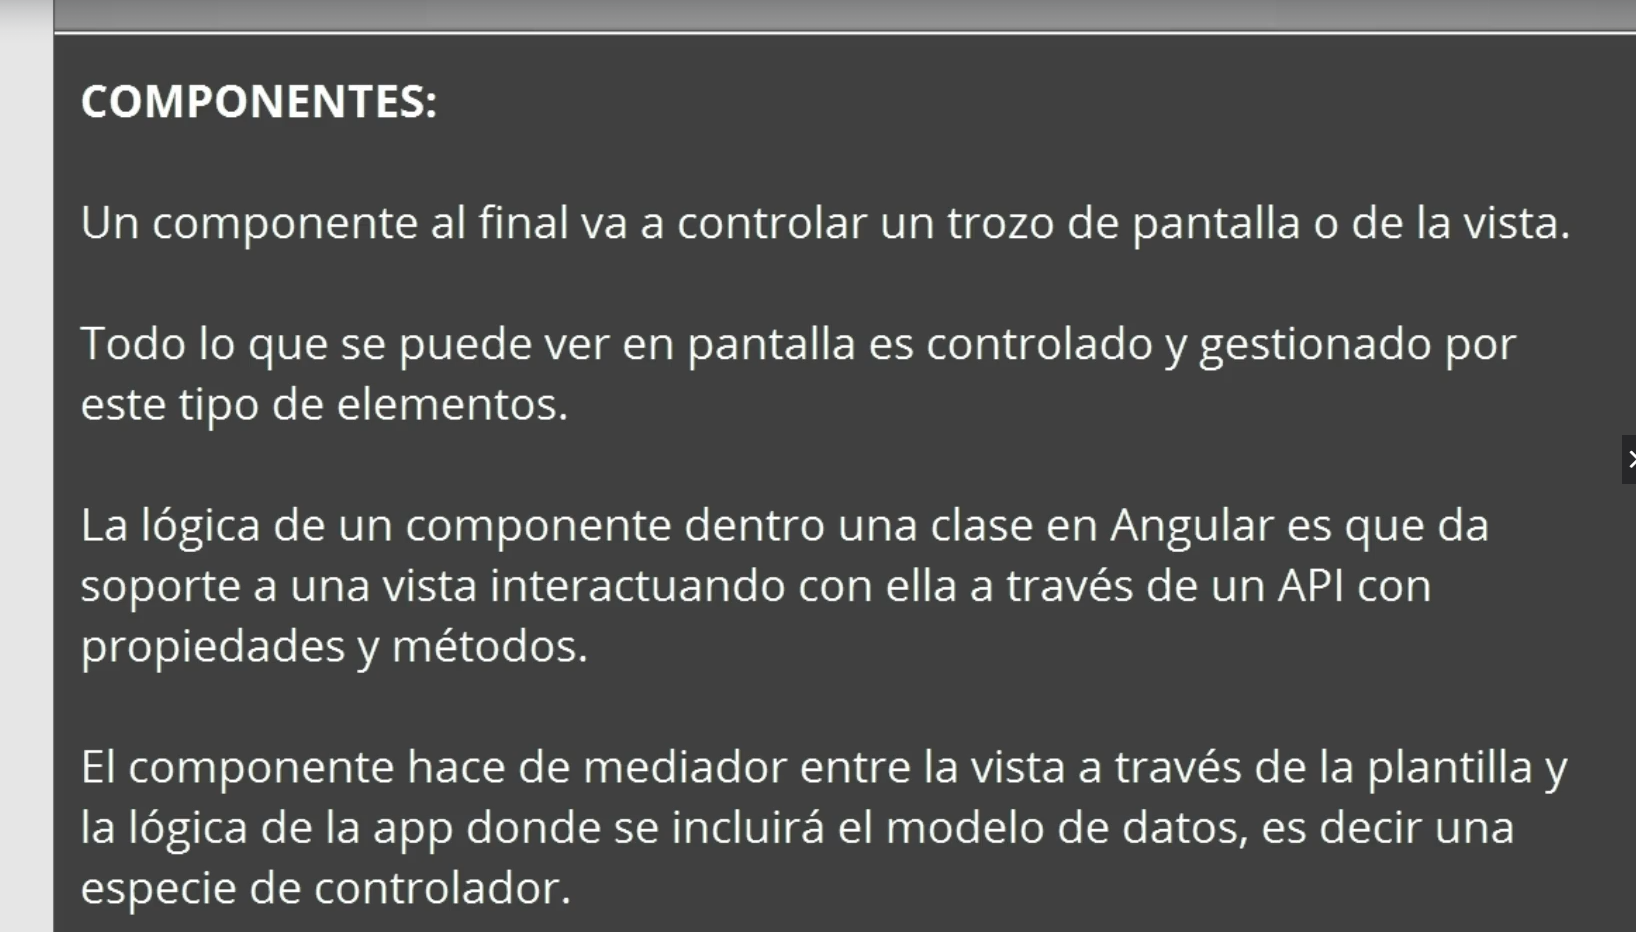 COMPONENTES:
Un componente al final va a controlar un trozo de pantalla o de la vista.
Todo lo que se puede ver en pantalla es controlado y gestionado por
este tipo de elementos.
La lógica de un componente dentro una clase en Angular es que da
soporte a una vista interactuando con ella a través de un API con
propiedades y métodos.
El componente hace de mediador entre la vista a través de la plantilla y
la lógica de la app donde se incluirá el modelo de datos, es decir una
especie de controlador.